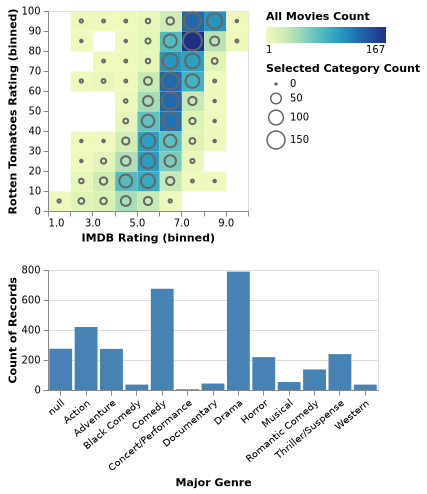 Rotten Tomatoes Rating (binned)
100
90
80
70
60
50
40
30
20
10
0
1.0 3.0 5.0 7.0 9.0
IMDB Rating (binned)
All Movies Count
1 167
Selected Category Count
0
50
100
150
Count of Records
800
600
400
200
0
null
Action
Adventure
Black Comedy
Comedy
Concert/Performance
Documentary
Drama
Horror
Musical
Romantic Comedy
Thriller/Suspense
Western
Major Genre